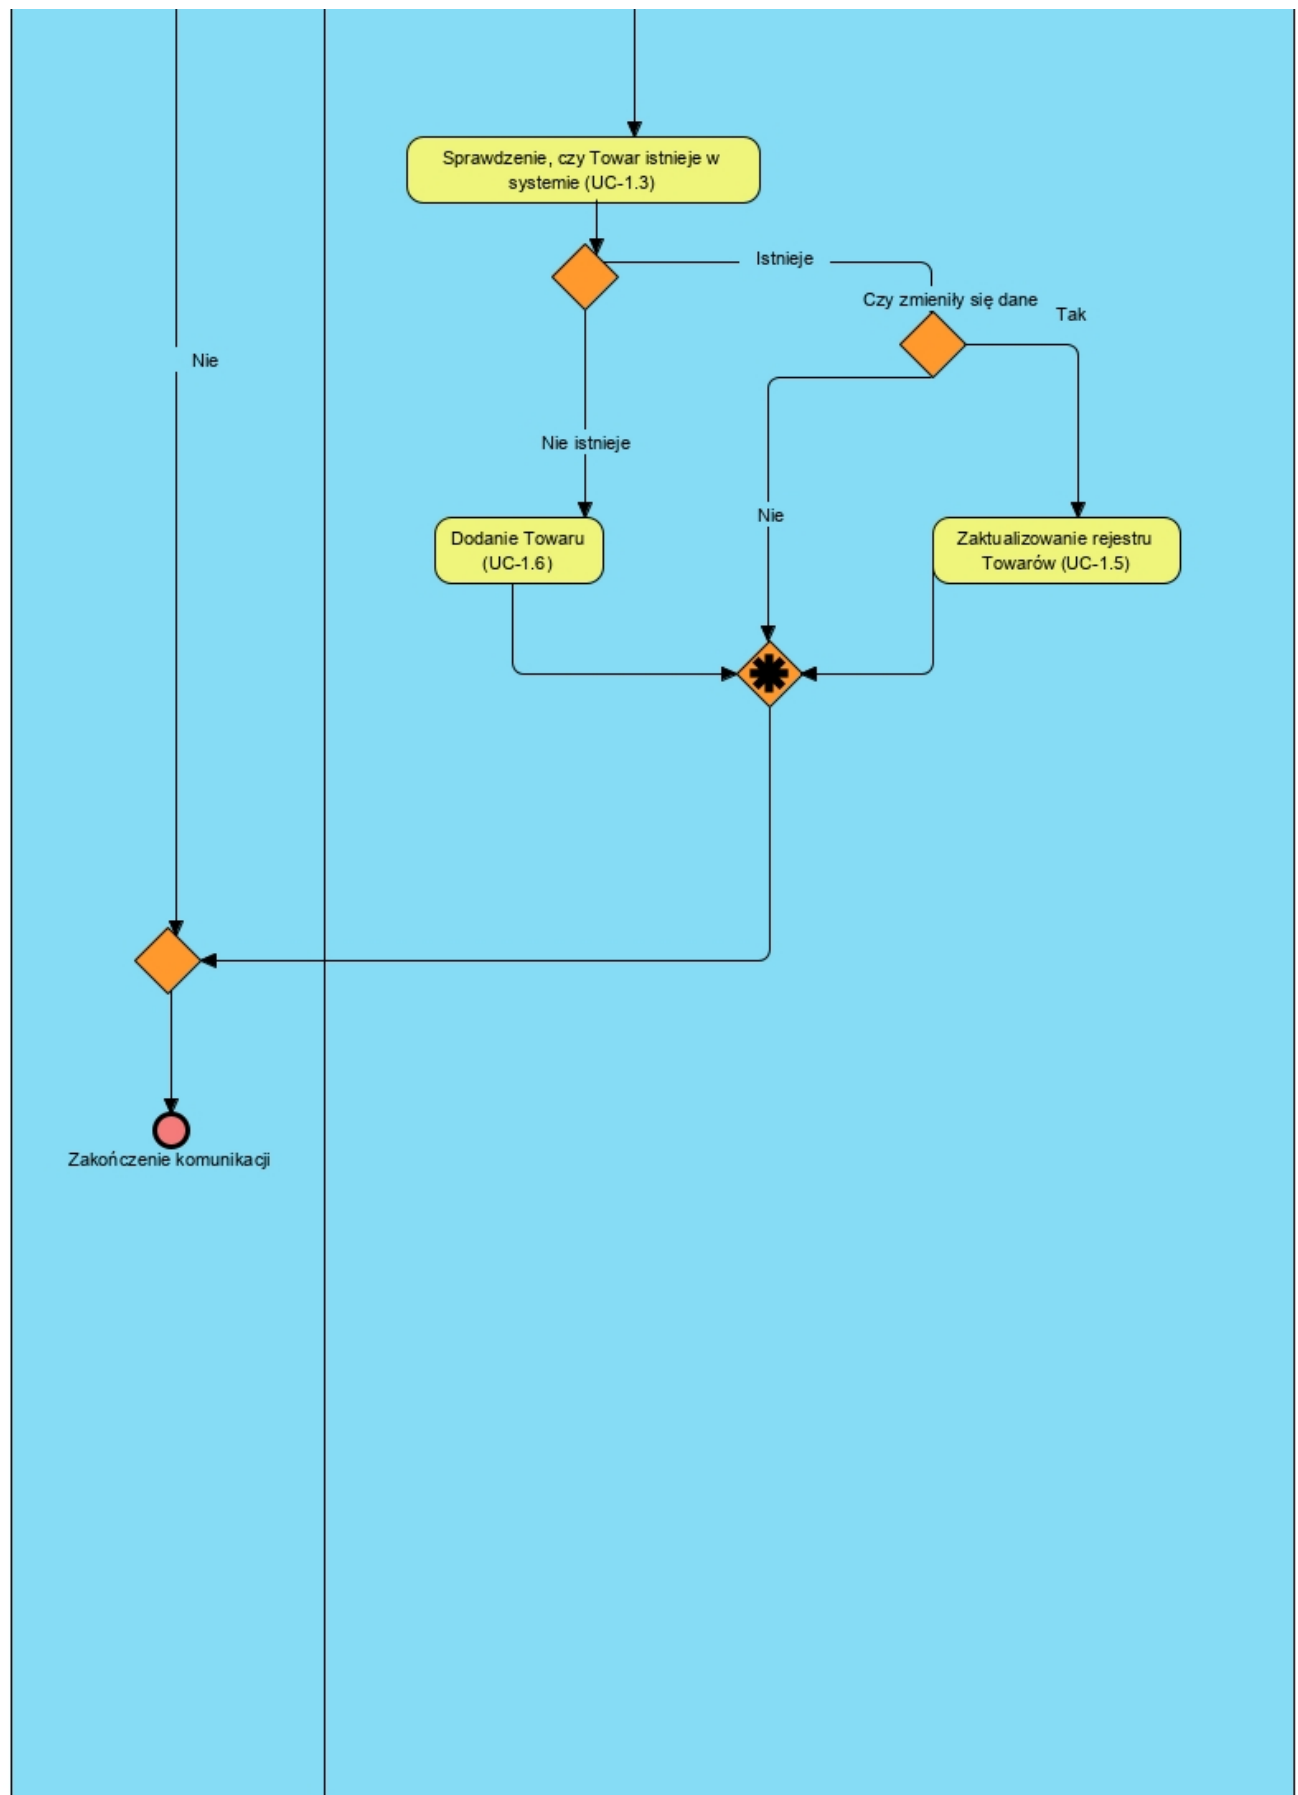 Sprawdzenie, czy Towar istnieje w
systemie (UC-1.3)
Istnieje
Czy zmieniły się dane
Tak
Nie
Nie istnieje
Nie
Dodanie Towaru
(UC-1.6)
Zaktualizowanie rejestru
Towarów (UC-1.5)
Zakończenie komunikacji